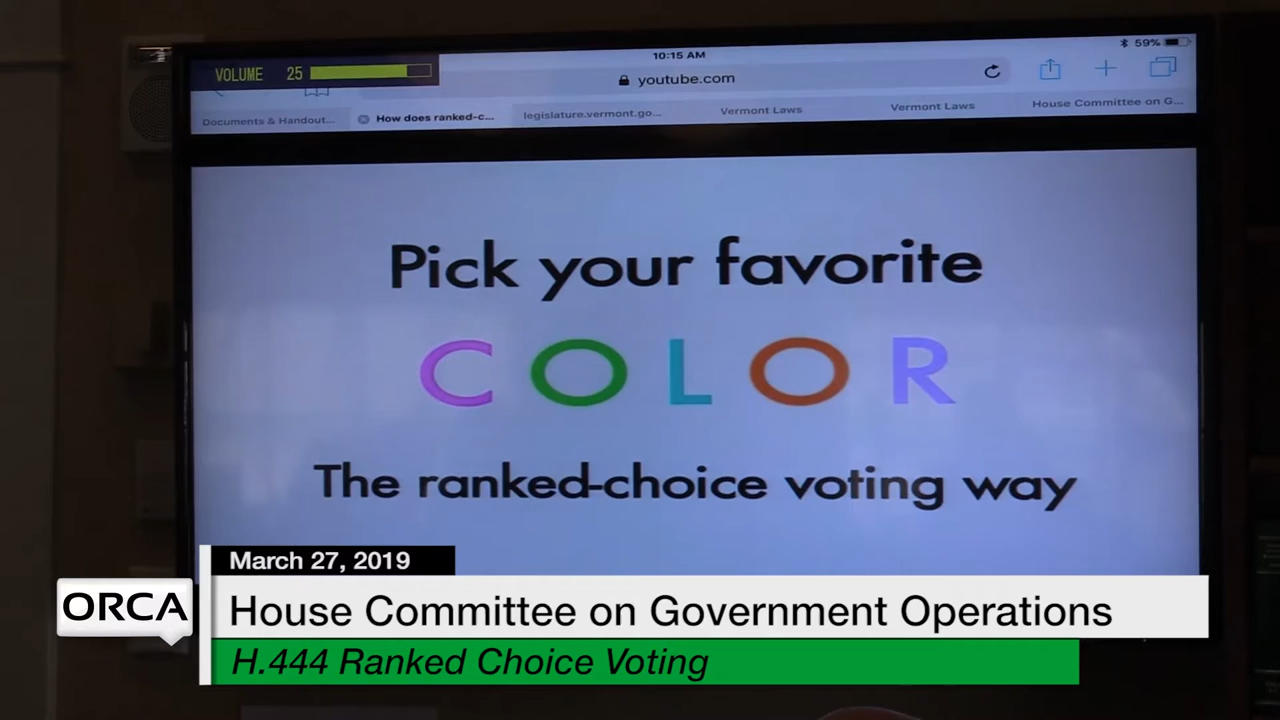 10:15 AM
59%
VOLUME 25
youtube.com
Documents & Handout...
How does ranked-c...
legislature.vermont.go...
Vermont Laws
Vermont Laws
House Committee on G...
Pick your favorite
COLOR
The ranked-choice voting way
March 27, 2019
ORCA
House Committee on Government Operations
H.444 Ranked Choice Voting